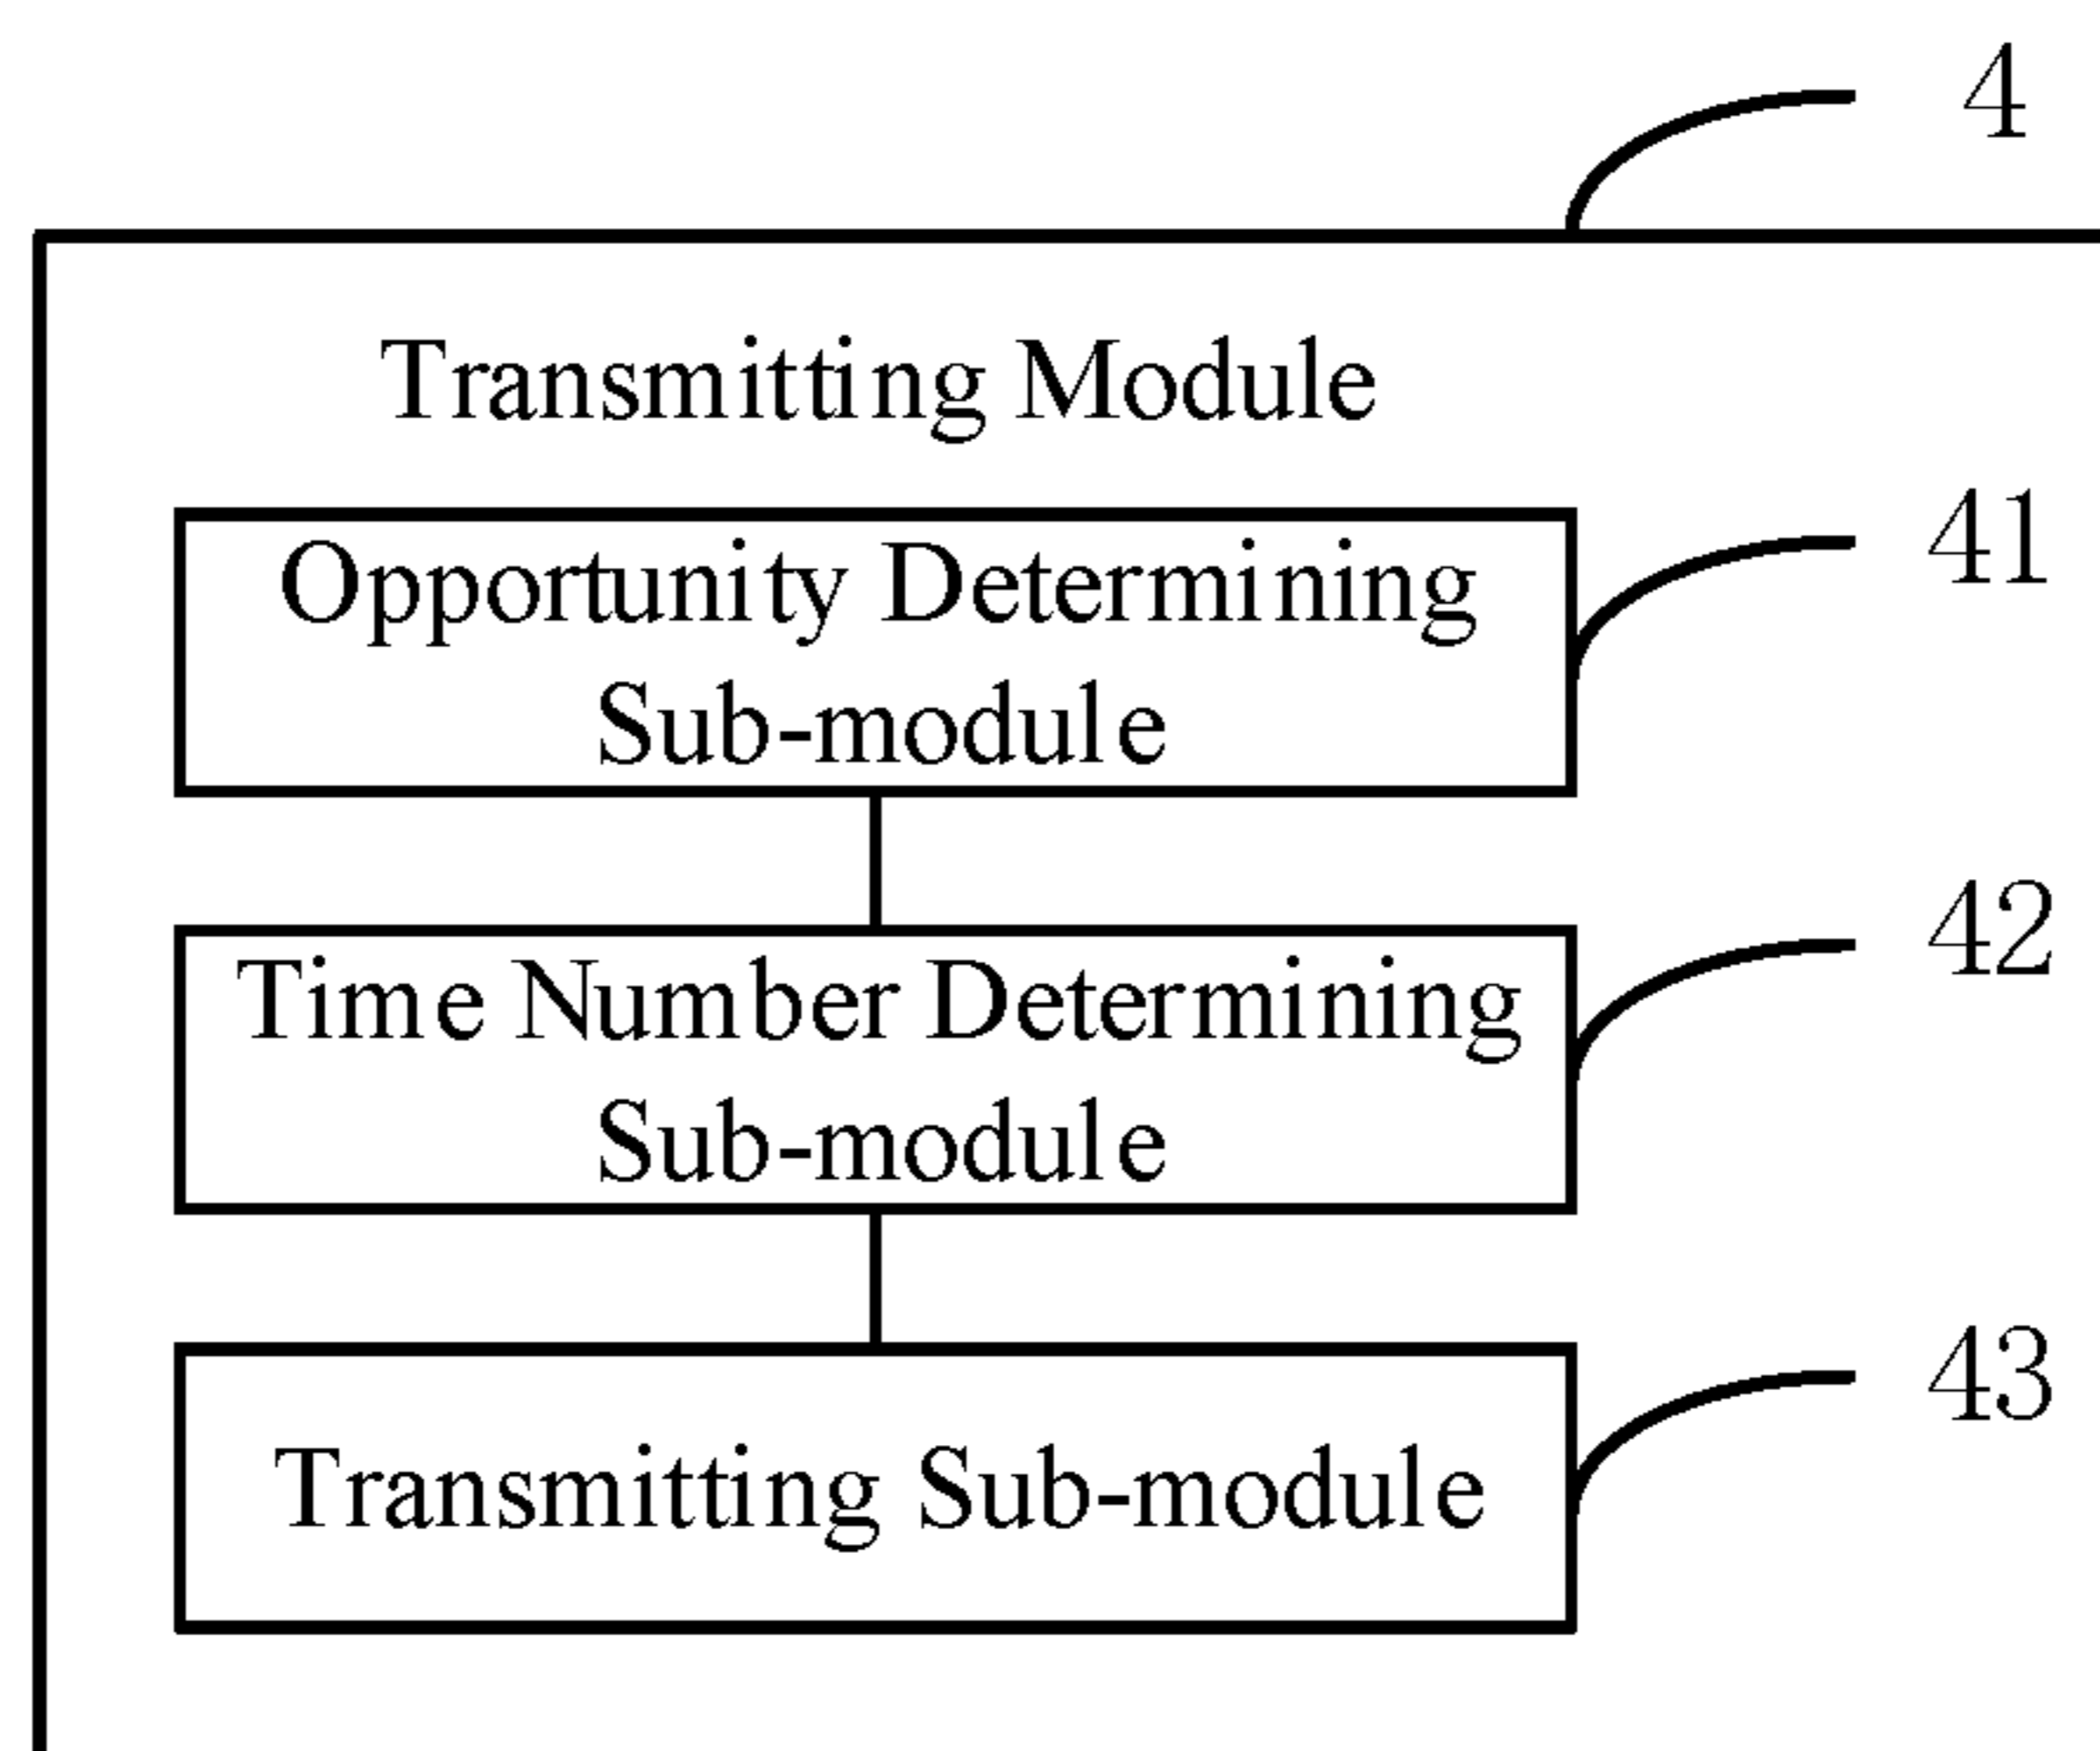 4
Transmitting Module
41
Opportunity Determining
Sub-module
42
Time Number Determining
Sub-module
43
Transmitting Sub-module